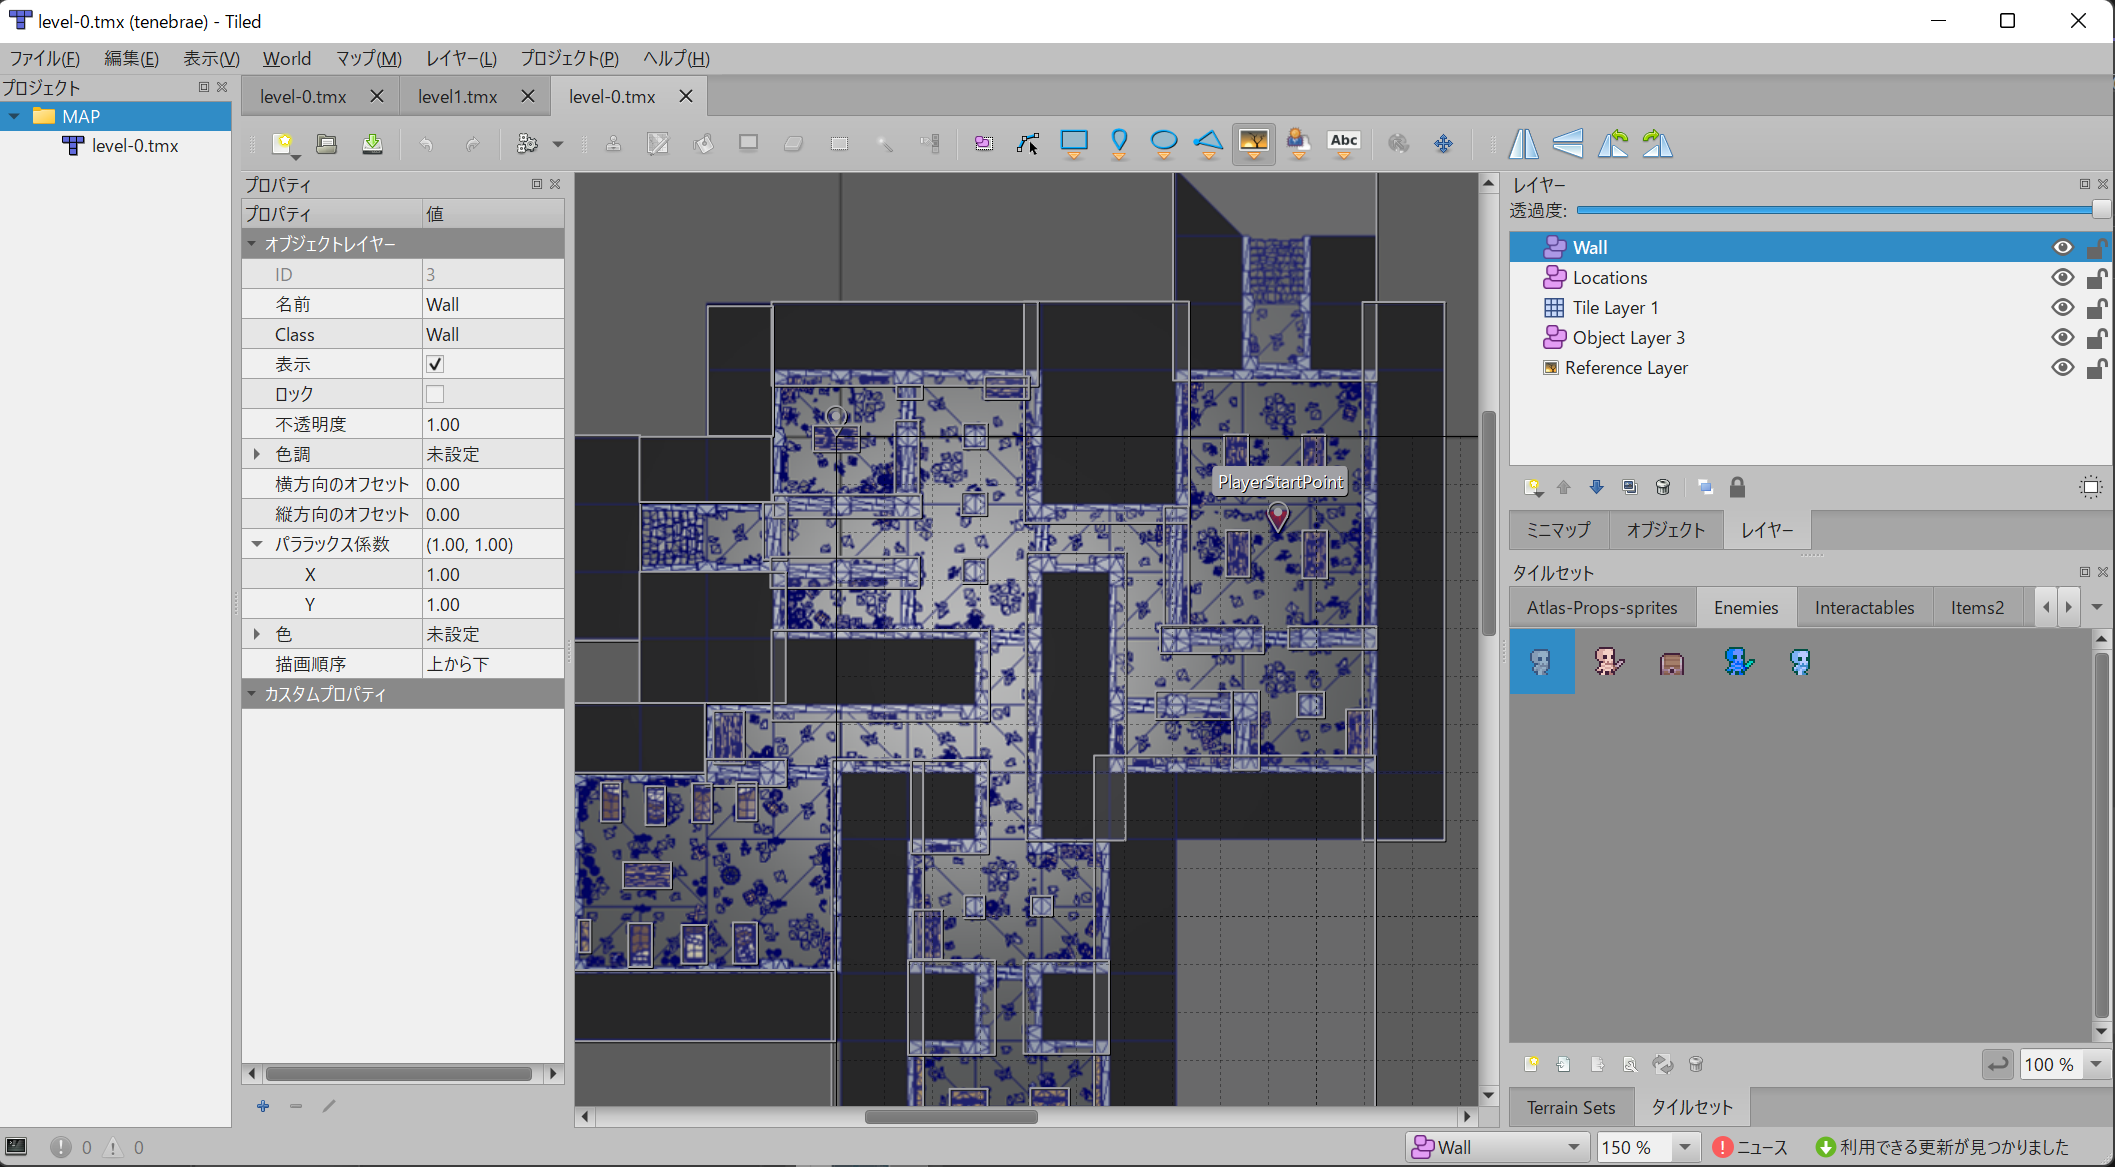 level-0.tmx (tenebrae) - Tiled
ファイル(F) 編集(E) 表示(V) World マップ(M) レイヤー(L) プロジェクト(P) ヘルプ(H)
プロジェクト
MAP
level-0.tmx
level-0.tmx level1.tmx level-0.tmx
Abc
プロパティ
プロパティ 値
オブジェクトレイヤー
ID 3
名前 Wall
Class Wall
表示
ロック
不透明度 1.00
色調 未設定
横方向のオフセット 0.00
縦方向のオフセット 0.00
パララックス係数 (1.00, 1.00)
X 1.00
Y 1.00
色 未設定
描画順序 上から下
カスタムプロパティ
PlayerStartPoint
レイヤー
透過度:
Wall
Locations
Tile Layer 1
Object Layer 3
Reference Layer
ミニマップ オブジェクト レイヤー
タイルセット
Atlas-Props-sprites Enemies Interactables Items2
100 %
Terrain Sets タイルセット
0 0
Wall 150 % ニュース 利用できる更新が見つかりました